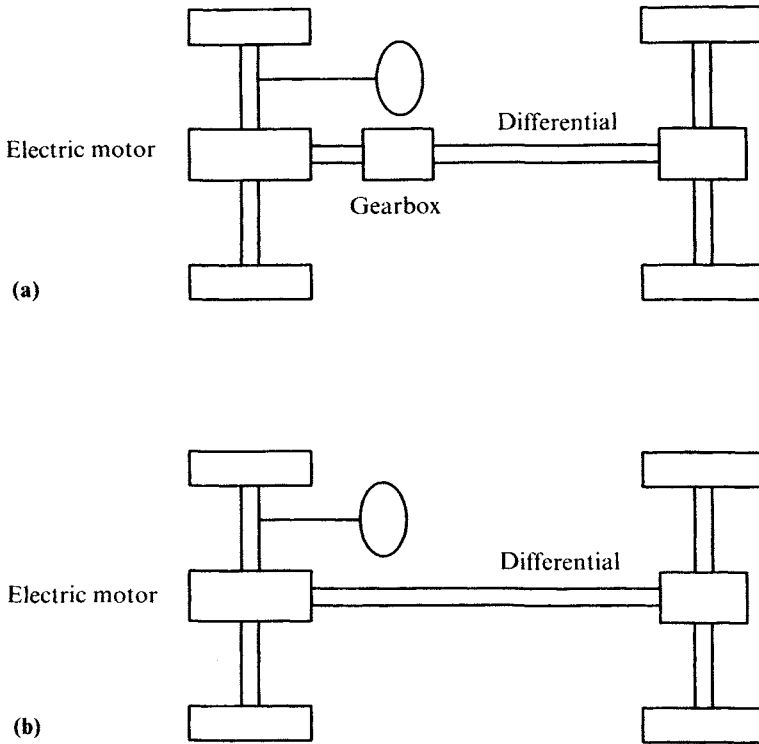 Differential
Electric motor
Gearbox
(a)
Differential
Electric motor
(b)